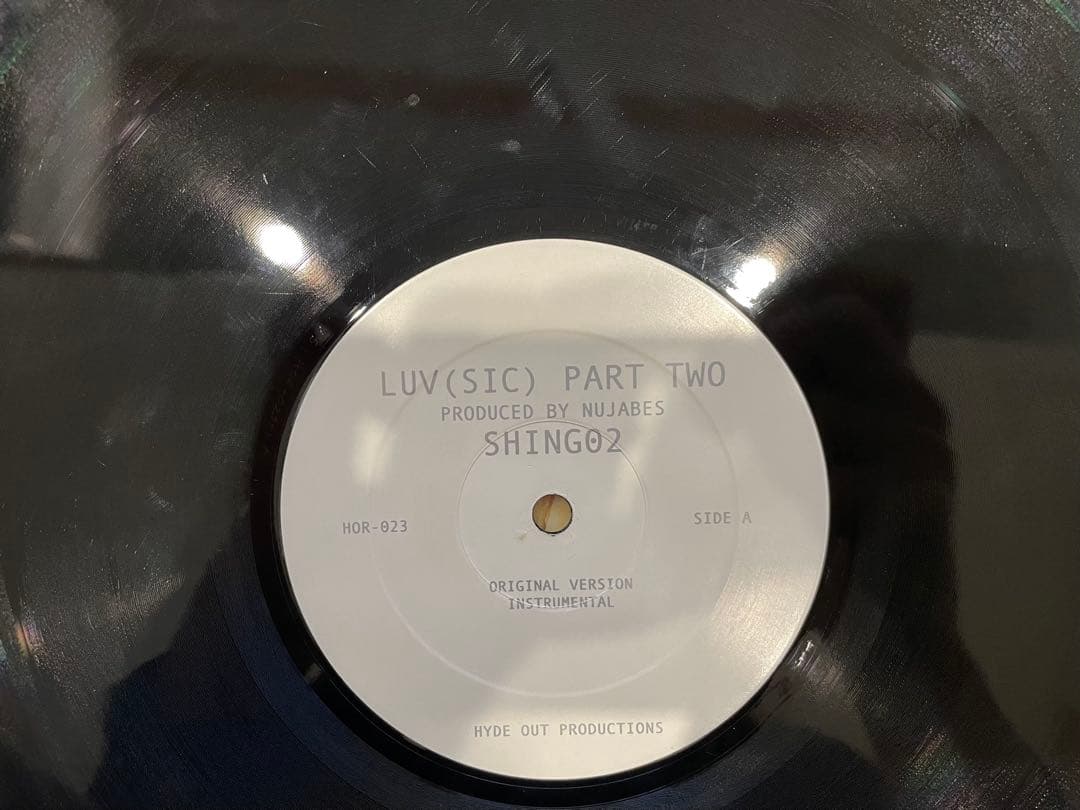 LUV(SIC) PART TWO
PRODUCED BY NUJABES
SHING02
HOR-023
SIDE A
ORIGINAL VERSION
INSTRUMENTAL
HYDE OUT PRODUCTIONS